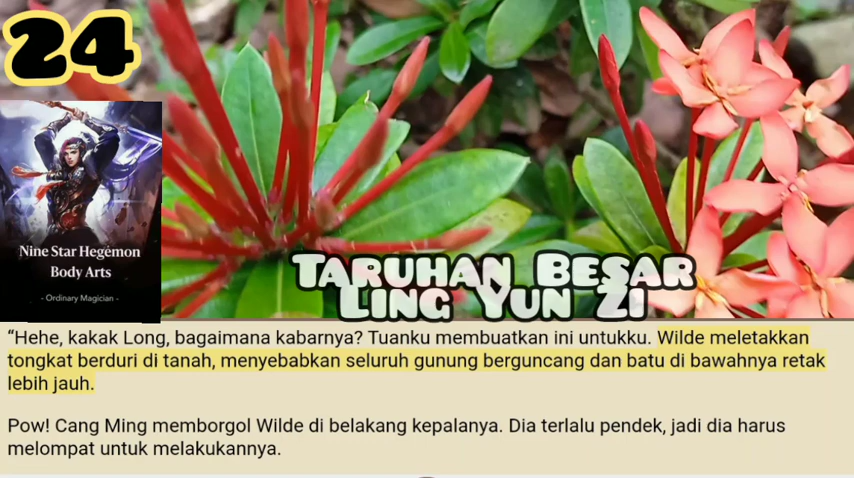 24
Nine Star Hegemon
Body Arts
- Ordinary Magician -
TARUHAN BESAR
LING YUN ZI
“Hehe, kakak Long, bagaimana kabarnya? Tuanku membuatkan ini untukku. Wilde meletakkan
tongkat berduri di tanah, menyebabkan seluruh gunung berguncang dan batu di bawahnya retak
lebih jauh.
Pow! Cang Ming memborgol Wilde di belakang kepalanya. Dia terlalu pendek, jadi dia harus
melompat untuk melakukannya.